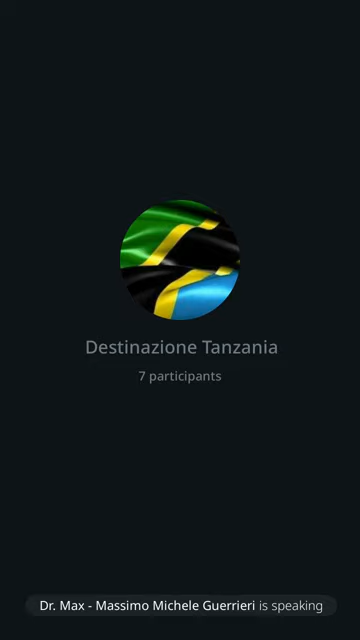 Destinazione Tanzania
7 participants
Dr. Max - Massimo Michele Guerrieri is speaking